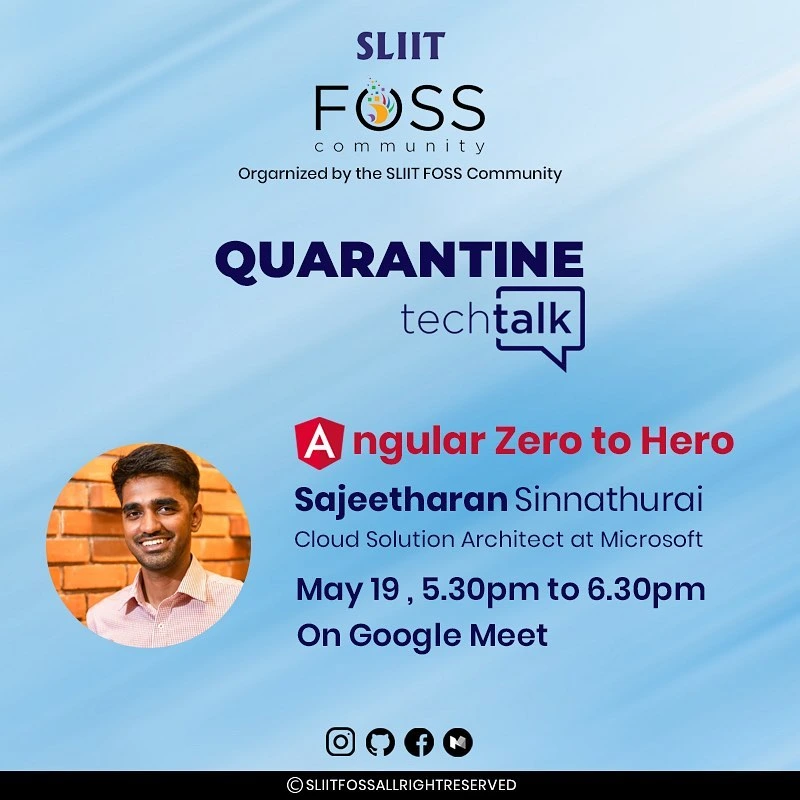 SLIIT
FOSS
community
Orgarnized by the SLIIT FOSS Community
QUARANTINE
techtalk
Angular Zero to Hero
Sajeetharan Sinnathurai
Cloud Solution Architect at Microsoft
May 19 , 5.30pm to 6.30pm
On Google Meet
©SLIITFOSSALLRIGHTRESERVED